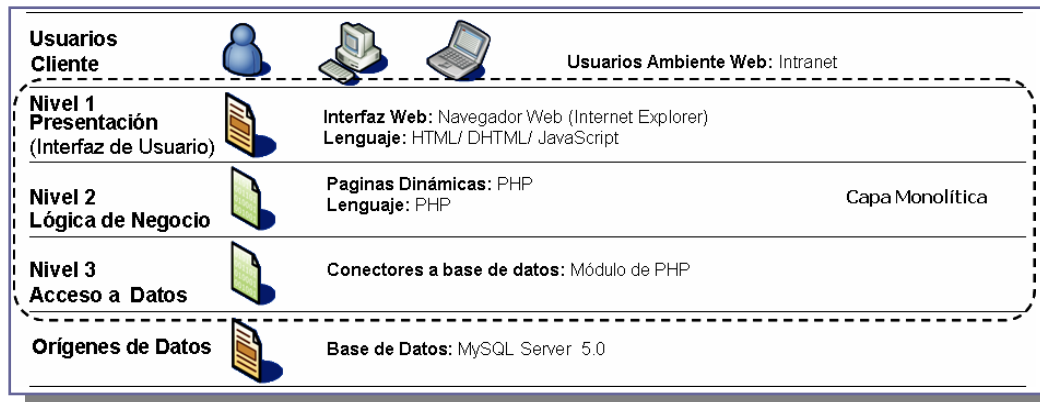 Usuarios
Cliente
Usuarios Ambiente Web: Intranet
Nivel 1
Presentación
(Interfaz de Usuario)
Interfaz Web: Navegador Web (Internet Explorer)
Lenguaje: HTML/ DHTML/ JavaScript
Nivel 2
Lógica de Negocio
Paginas Dinámicas: PHP
Lenguaje: PHP
Capa Monolítica
Nivel 3
Acceso a Datos
Conectores a base de datos: Módulo de PHP
Orígenes de Datos
Base de Datos: MySQL Server 5.0